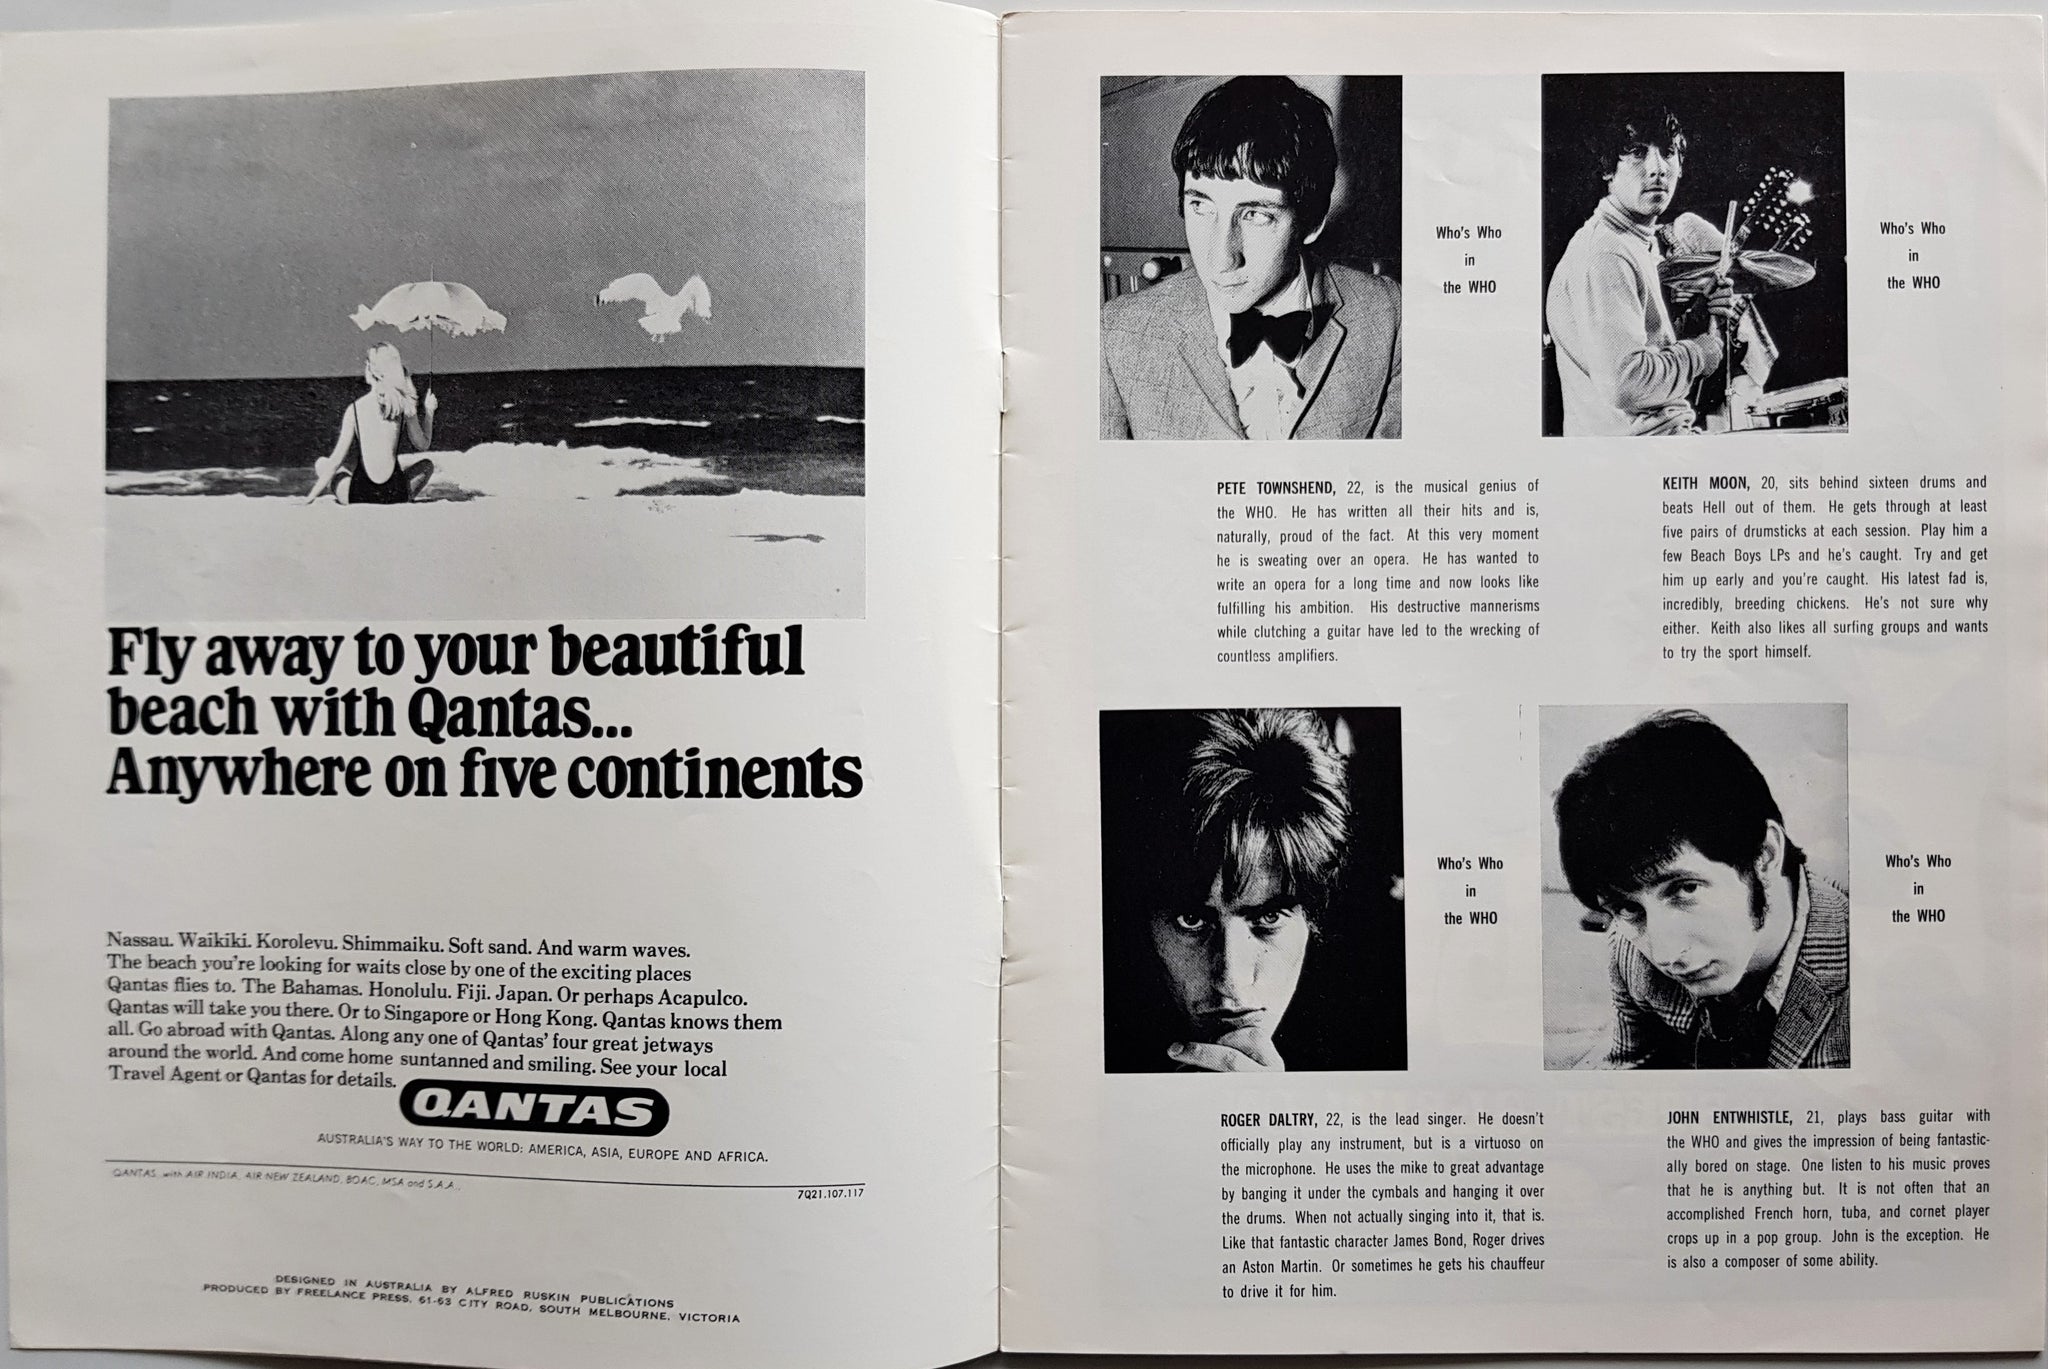 Fly away to your beautiful
beach with Qantas...
Anywhere on five continents
Nassau. Waikiki. Korolevu. Shimmaiku. Soft sand. And warm waves.
The beach you're looking for waits close by one of the exciting places
Qantas flies to. The Bahamas. Honolulu. Fiji. Japan. Or perhaps Acapulco.
Qantas will take you there. Or to Singapore or Hong Kong. Qantas knows them
all. Go abroad with Qantas. Along any one of Qantas' four great jetways
around the world. And come home suntanned and smiling. See your local
Travel Agent or Qantas for details.
QANTAS
AUSTRALIA'S WAY TO THE WORLD: AMERICA, ASIA, EUROPE AND AFRICA.
QANTAS, with AIR INDIA, AIR NEW ZEALAND, BOAC, MSA and S.A.A..
7Q21.107.117
DESIGNED IN AUSTRALIA BY ALFRED RUSKIN PUBLICATIONS
PRODUCED BY FREELANCE PRESS, 61-63 CITY ROAD, SOUTH MELBOURNE, VICTORIA
Who's Who
in
the WHO
PETE TOWNSHEND, 22, is the musical genius of
the WHO. He has written all their hits and is,
naturally, proud of the fact. At this very moment
he is sweating over an opera. He has wanted to
write an opera for a long time and now looks like
fulfilling his ambition. His destructive mannerisms
while clutching a guitar have led to the wrecking of
countless amplifiers.
Who's Who
in
the WHO
KEITH MOON, 20, sits behind sixteen drums and
beats Hell out of them. He gets through at least
five pairs of drumsticks at each session. Play him a
few Beach Boys LPs and he's caught. Try and get
him up early and you're caught. His latest fad is,
incredibly, breeding chickens. He's not sure why
either. Keith also likes all surfing groups and wants
to try the sport himself.
Who's Who
in
the WHO
ROGER DALTRY, 22, is the lead singer. He doesn't
officially play any instrument, but is a virtuoso on
the microphone. He uses the mike to great advantage
by banging it under the cymbals and hanging it over
the drums. When not actually singing into it, that is.
Like that fantastic character James Bond, Roger drives
an Aston Martin. Or sometimes he gets his chauffeur
to drive it for him.
Who's Who
in
the WHO
JOHN ENTWHISTLE, 21, plays bass guitar with
the WHO and gives the impression of being fantastic-
ally bored on stage. One listen to his music proves
that he is anything but. It is not often that an
accomplished French horn, tuba, and cornet player
crops up in a pop group. John is the exception. He
is also a composer of some ability.